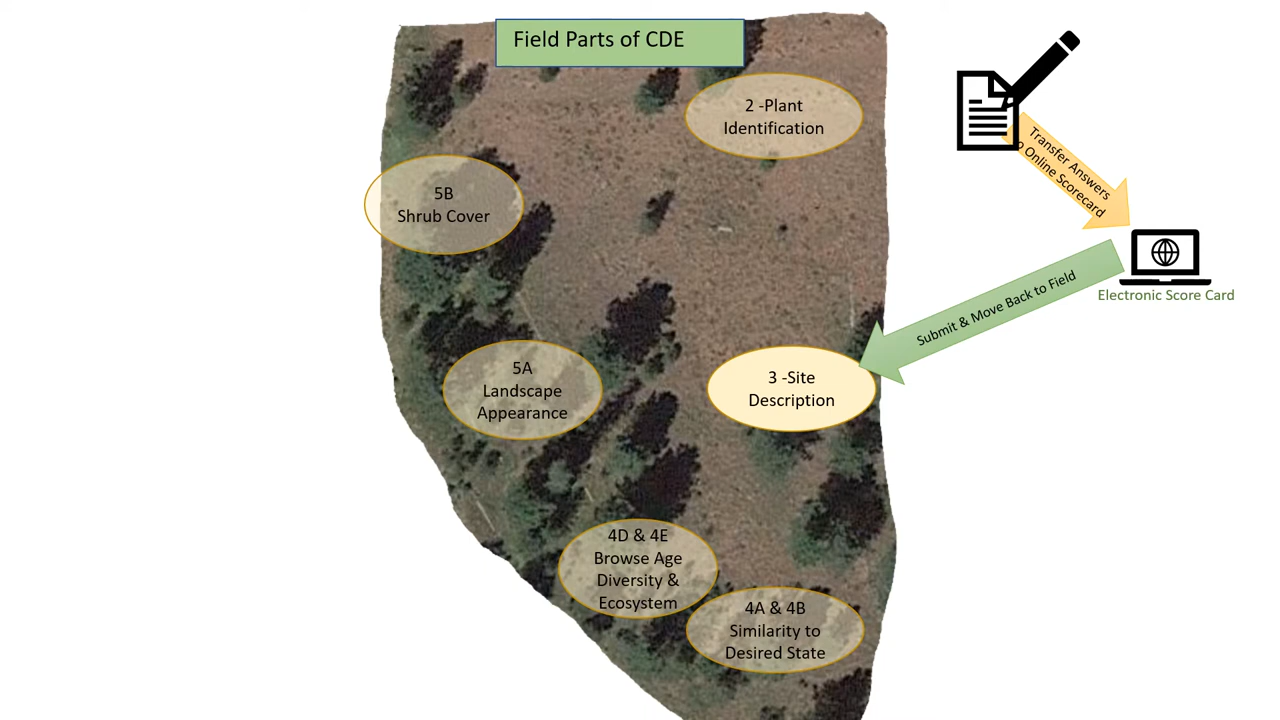 Field Parts of CDE
2 -Plant
Identification
Transfer Answers
to Online Scorecard
5B
Shrub Cover
Electronic Score Card
Submit & Move Back to Field
5A
Landscape
Appearance
3 -Site
Description
4D & 4E
Browse Age
Diversity &
Ecosystem
4A & 4B
Similarity to
Desired State